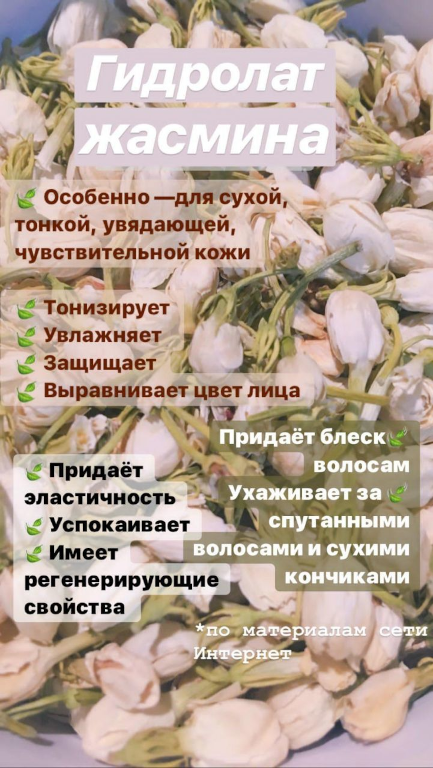 Гидролат
жасмина
🌿 Особенно —для сухой,
тонкой, увядающей,
чувствительной кожи
🌿 Тонизирует
🌿 Увлажняет
🌿 Защищает
🌿 Выравнивает цвет лица
Придаёт блеск🌿
волосам
Ухаживает за 🌿
спутанными
волосами и сухими
кончиками
🌿 Придаёт
эластичность
🌿 Успокаивает
🌿 Имеет
регенерирующие
свойства
*по материалам сети
Интернет